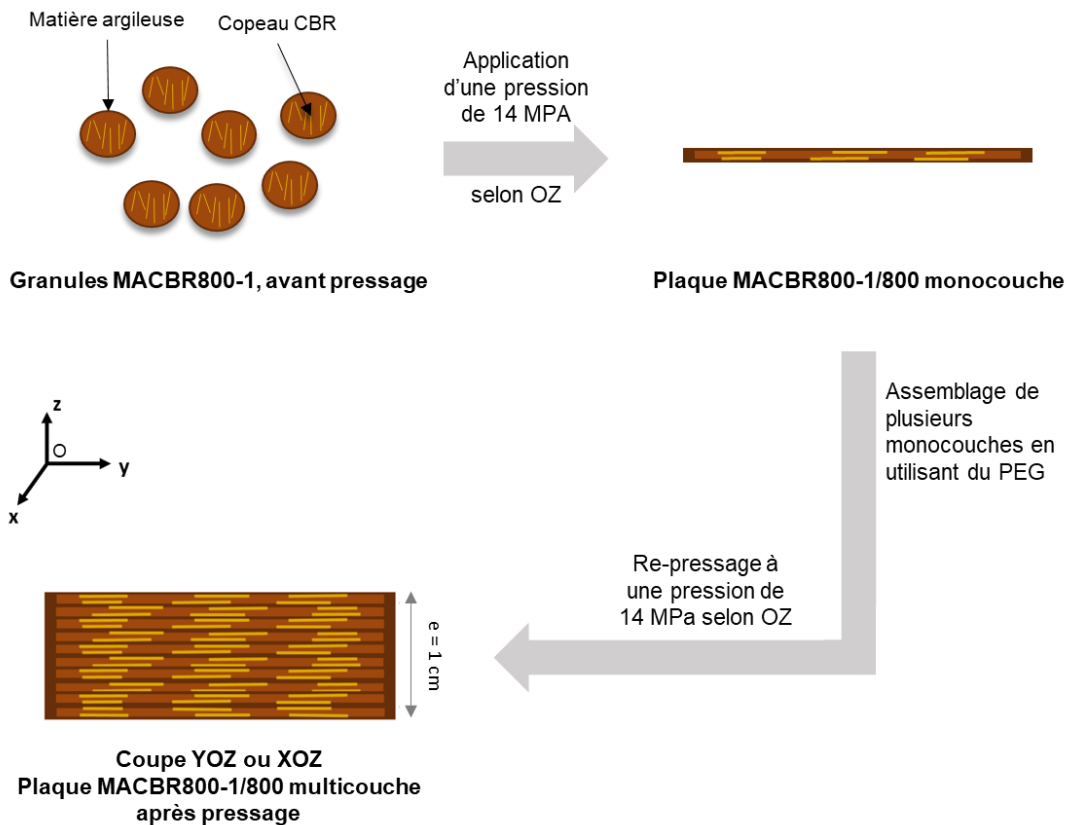 Matière argileuse
Copeau CBR
Application
d'une pression
de 14 MPA
selon OZ
Granules MACBR800-1, avant pressage
Plaque MACBR800-1/800 monocouche
Assemblage de
plusieurs
monocouches en
utilisant du PEG
z
O
y
x
Re-pressage à
une pression de
14 MPa selon OZ
e = 1 cm
Coupe YOZ ou XOZ
Plaque MACBR800-1/800 multicouche
après pressage